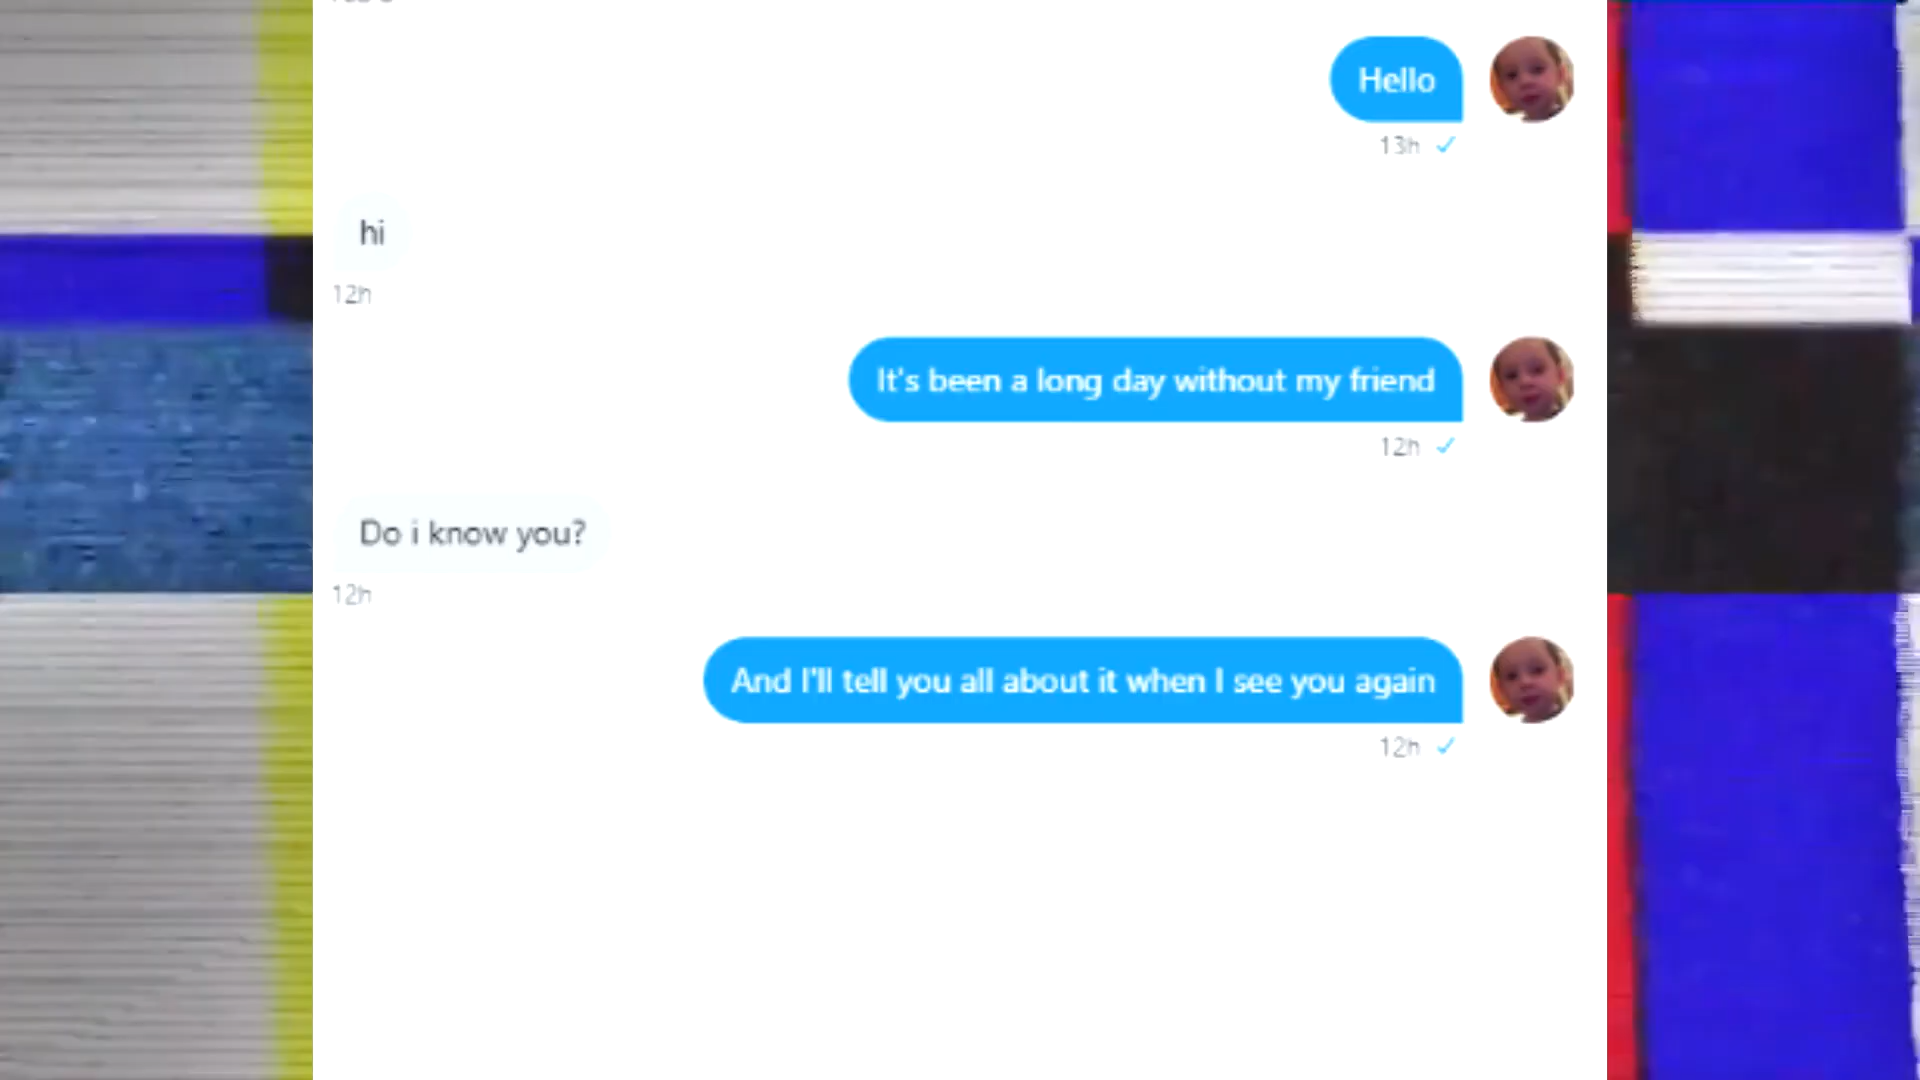 Hello
13h
hi
12h
It's been a long day without my friend
12h
Do i know you?
12h
And I'll tell you all about it when I see you again
12h